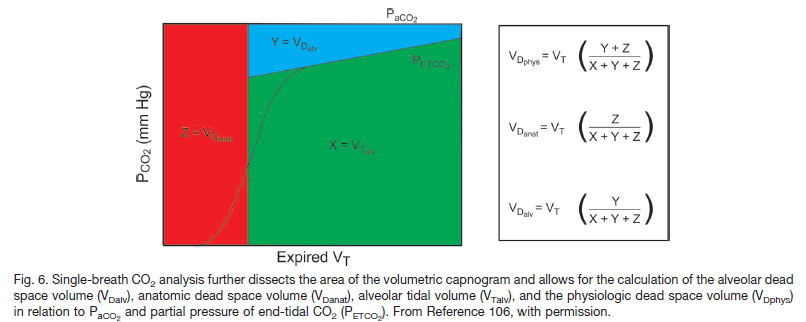 PaCO2
Y = VDalv
PETCO2
Z = VDanat
X = VTalv
PCO2 (mm Hg)
Expired VT
VDphys = VT ( Y + Z / X + Y + Z )
VDanat = VT ( Z / X + Y + Z )
VDalv = VT ( Y / X + Y + Z )
Fig. 6. Single-breath CO2 analysis further dissects the area of the volumetric capnogram and allows for the calculation of the alveolar dead
space volume (VDalv), anatomic dead space volume (VDanat), alveolar tidal volume (VTalv), and the physiologic dead space volume (VDphys)
in relation to PaCO2 and partial pressure of end-tidal CO2 (PETCO2). From Reference 106, with permission.